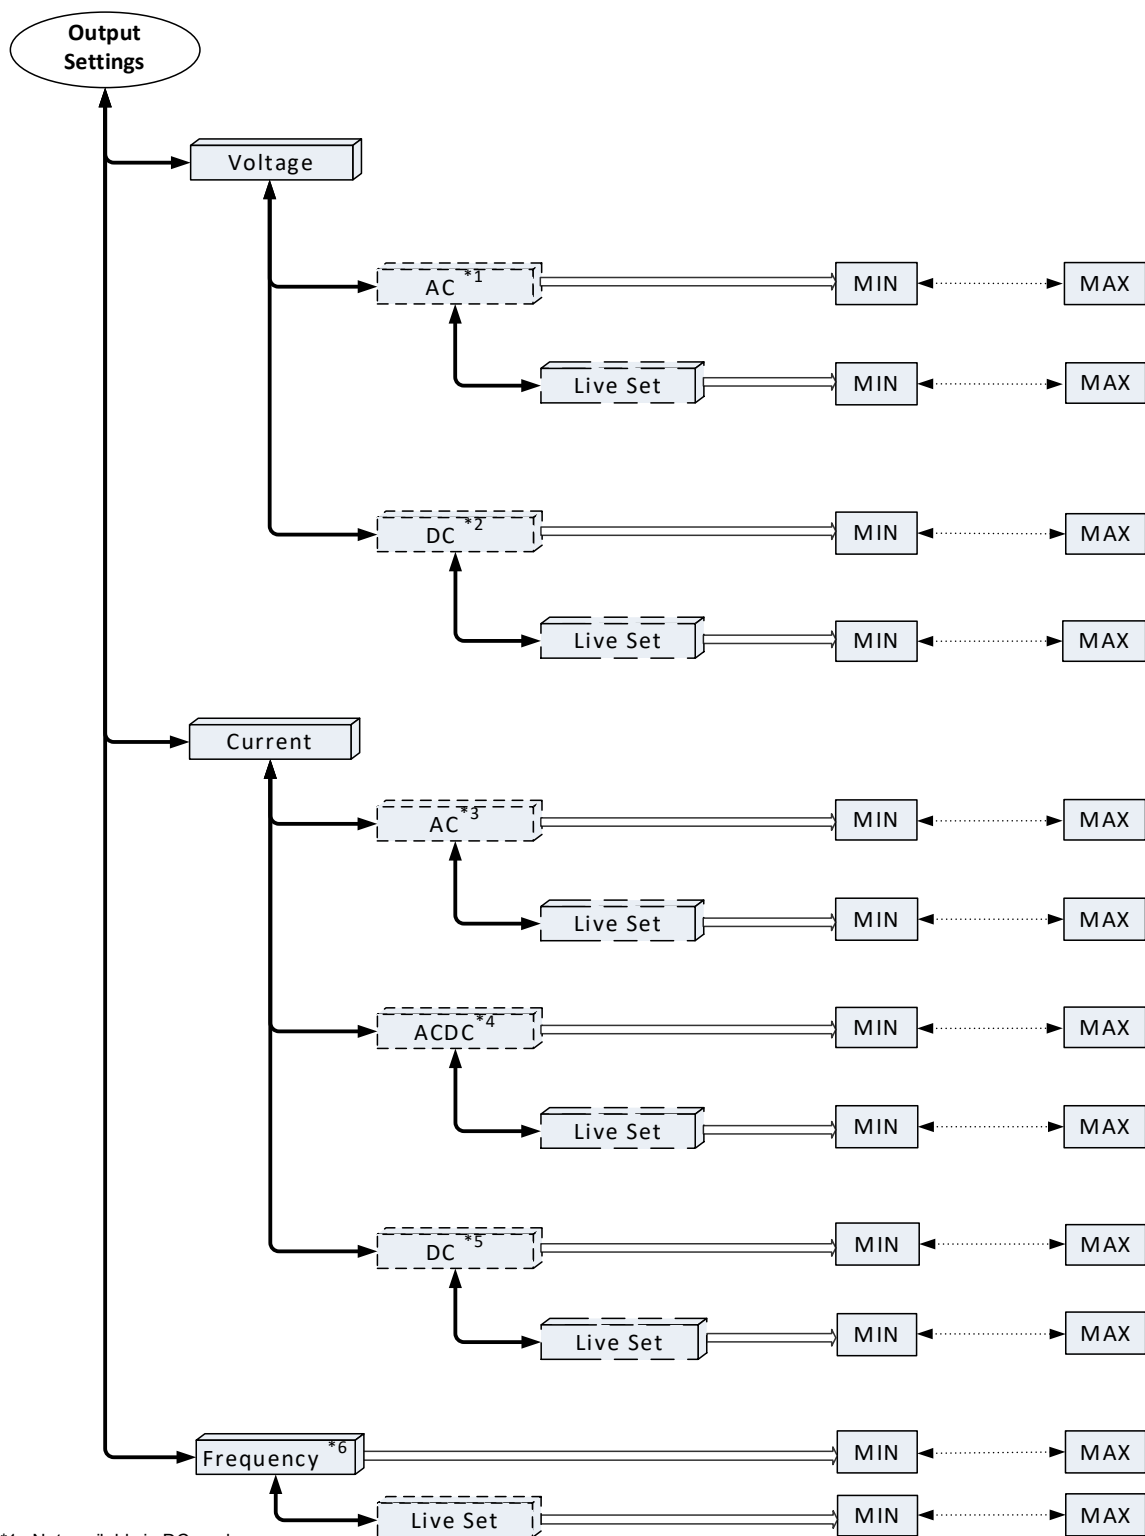 Output
Settings
Voltage
AC *1 MIN MAX
Live Set MIN MAX
DC *2 MIN MAX
Live Set MIN MAX
Current
AC *3 MIN MAX
Live Set MIN MAX
ACDC *4 MIN MAX
Live Set MIN MAX
DC *5 MIN MAX
Live Set MIN MAX
Frequency *6 MIN MAX
Live Set MIN MAX